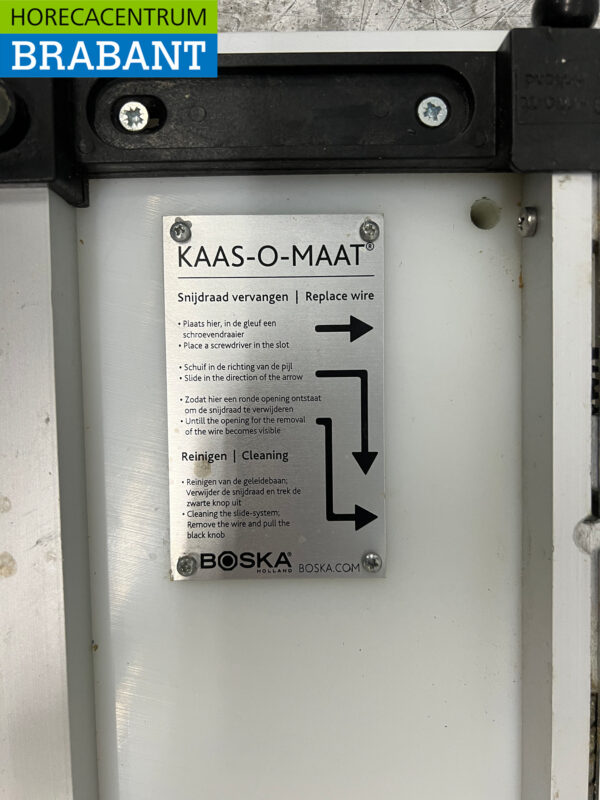 HORECACENTRUM
BRABANT
KAAS-O-MAAT®
Snijdraad vervangen | Replace wire
• Plaats hier, in de gleuf een
schroevendraaier
• Place a screwdriver in the slot
• Schuif in de richting van de pijl
• Slide in the direction of the arrow
• Zodat hier een ronde opening ontstaat
om de snijdraad te verwijderen
• Untill the opening for the removal
of the wire becomes visible
Reinigen | Cleaning
• Reinigen van de geleidebaan;
Verwijder de snijdraad en trek de
zwarte knop uit
• Cleaning the slide-system;
Remove the wire and pull the
black knob
BOSKA®
HOLLAND
BOSKA.COM